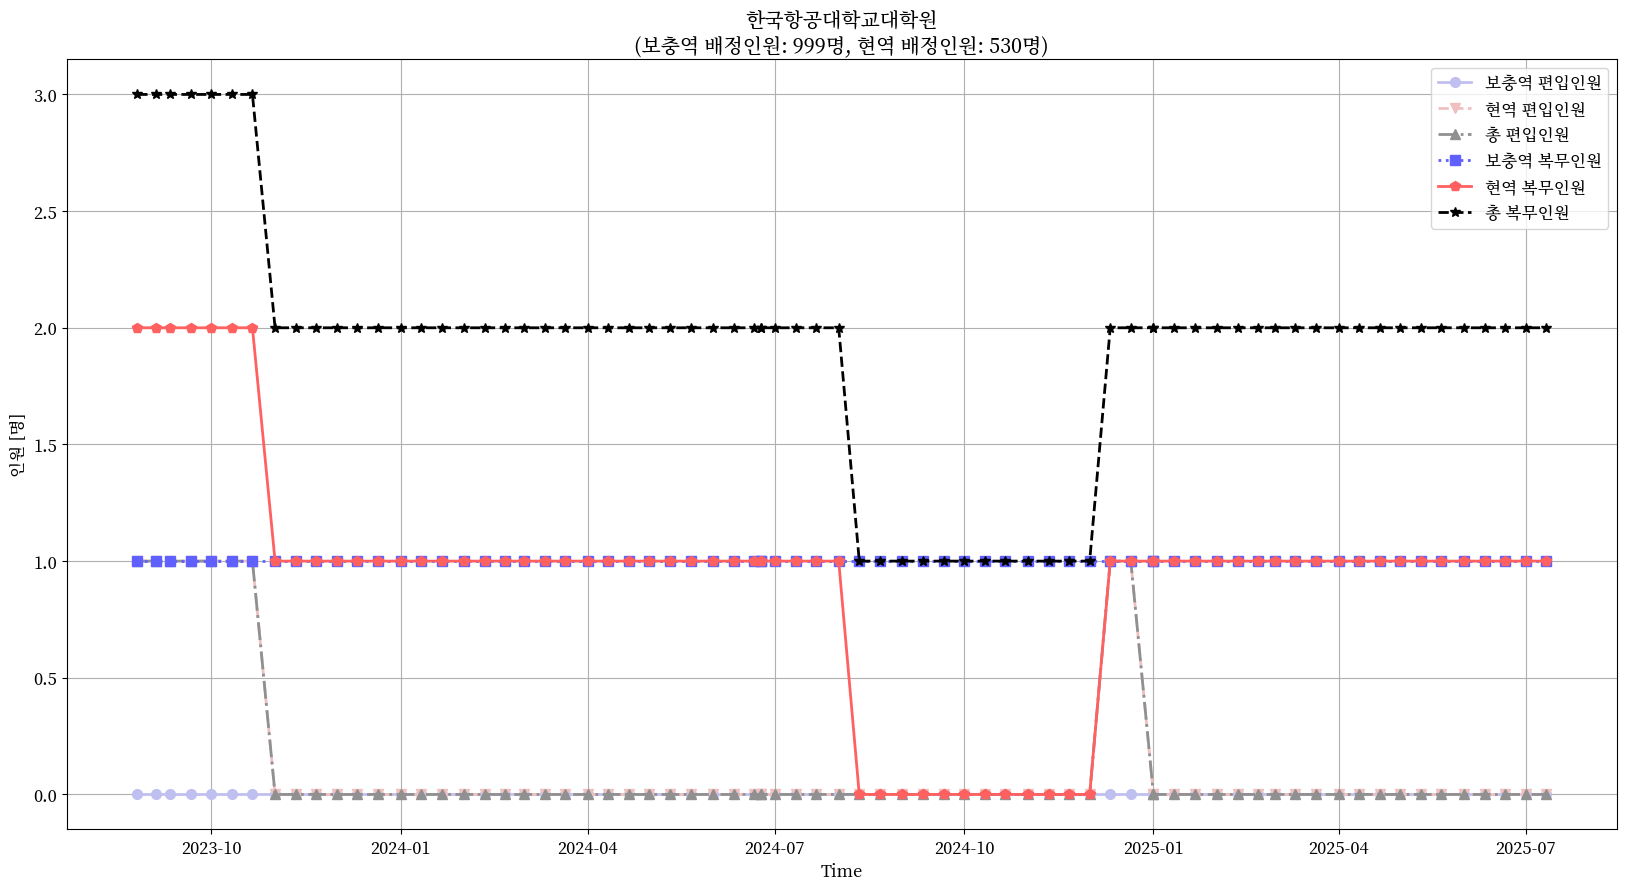 한국항공대학교대학원
(보충역 배정인원: 999명, 현역 배정인원: 530명)
보충역 편입인원
현역 편입인원
총 편입인원
보충역 복무인원
현역 복무인원
총 복무인원
인원 [명]
3.0
2.5
2.0
1.5
1.0
0.5
0.0
2023-10
2024-01
2024-04
2024-07
2024-10
2025-01
2025-04
2025-07
Time